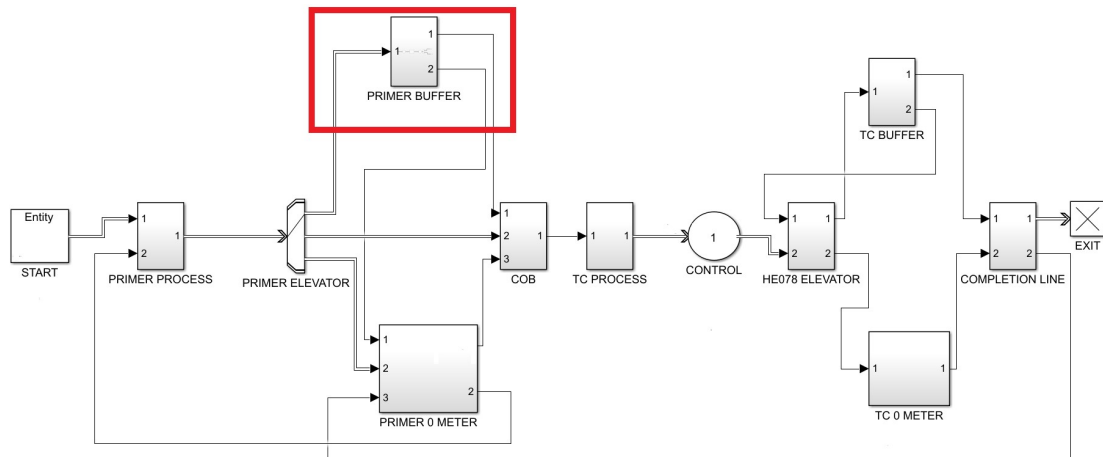 1
1
2
PRIMER BUFFER
1
1
2
TC BUFFER
Entity
START
1
2
1
PRIMER PROCESS
PRIMER ELEVATOR
1
2
3
1
COB
1
1
TC PROCESS
1
CONTROL
1
2
1
2
HE078 ELEVATOR
1
2
1
2
COMPLETION LINE
EXIT
1
2
3
1
2
PRIMER 0 METER
1
1
TC 0 METER